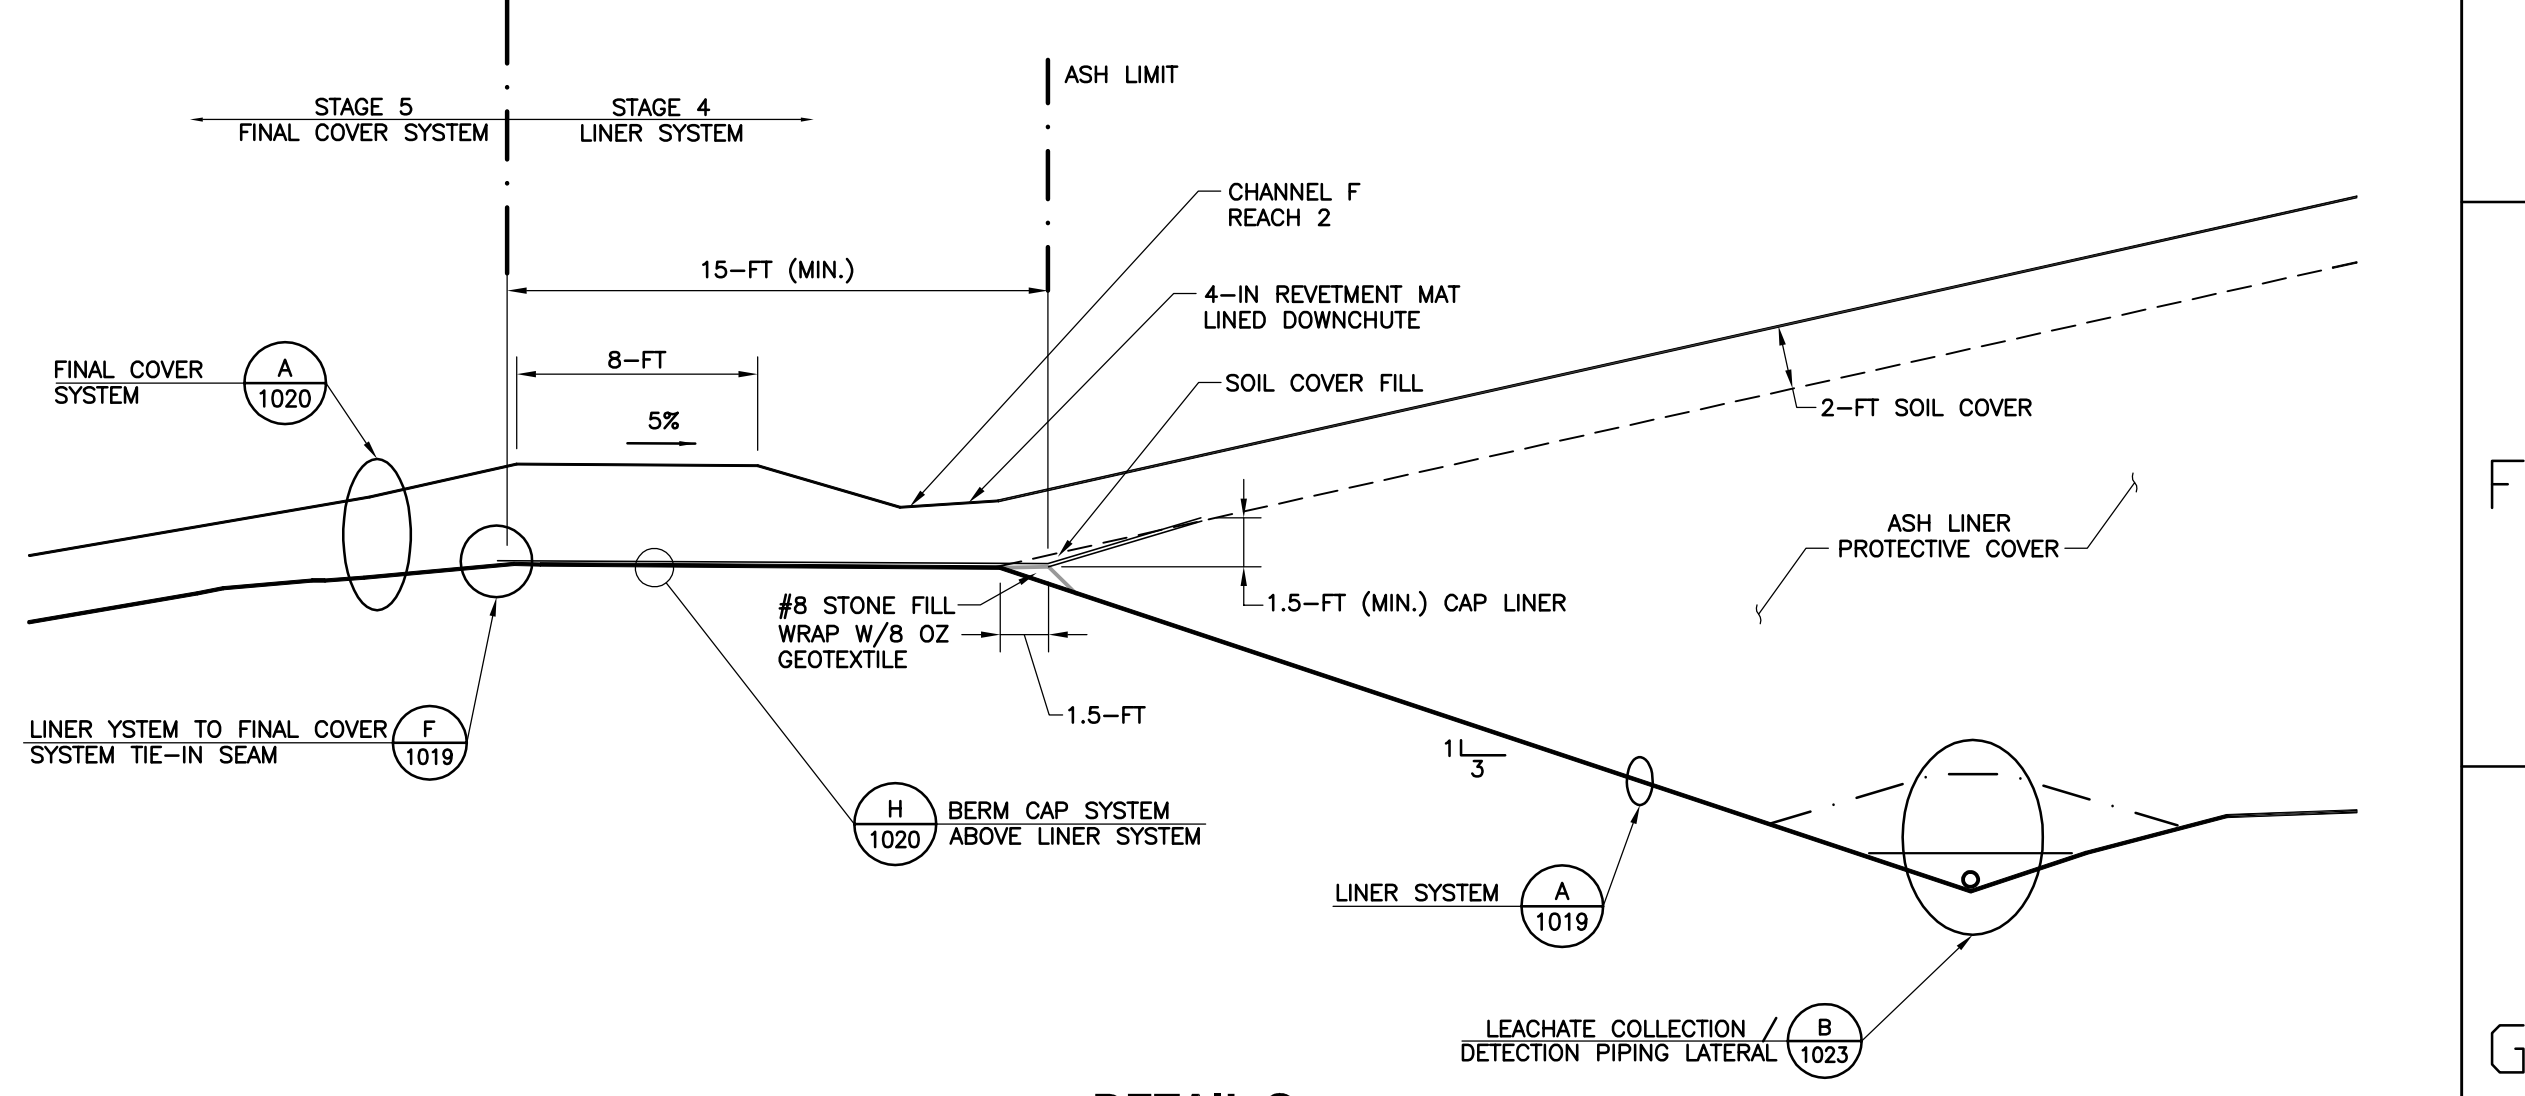 ASH LIMIT
STAGE 5
FINAL COVER SYSTEM
STAGE 4
LINER SYSTEM
CHANNEL F
REACH 2
15-FT (MIN.)
4-IN REVETMENT MAT
LINED DOWNCHUTE
8-FT
FINAL COVER
SYSTEM
A
1020
SOIL COVER FILL
5%
2-FT SOIL COVER
F
ASH LINER
PROTECTIVE COVER
#8 STONE FILL
WRAP W/8 OZ
GEOTEXTILE
1.5-FT (MIN.) CAP LINER
1.5-FT
LINER YSTEM TO FINAL COVER
SYSTEM TIE-IN SEAM
F
1019
1
3
H
1020
BERM CAP SYSTEM
ABOVE LINER SYSTEM
LINER SYSTEM
A
1019
LEACHATE COLLECTION /
DETECTION PIPING LATERAL
B
1023
G